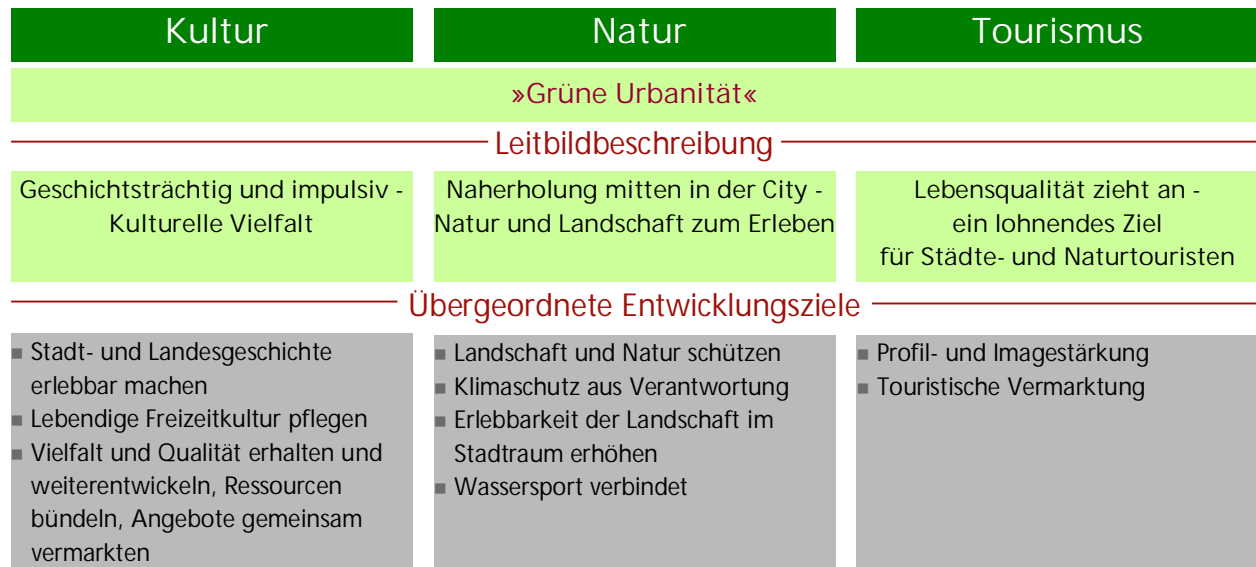 Kultur
Natur
Tourismus
»Grüne Urbanität«
Leitbildbeschreibung
Geschichtsträchtig und impulsiv -
Kulturelle Vielfalt
Naherholung mitten in der City -
Natur und Landschaft zum Erleben
Lebensqualität zieht an -
ein lohnendes Ziel
für Städte- und Naturtouristen
Übergeordnete Entwicklungsziele
■ Stadt- und Landesgeschichte
erlebbar machen
■ Lebendige Freizeitkultur pflegen
■ Vielfalt und Qualität erhalten und
weiterentwickeln, Ressourcen
bündeln, Angebote gemeinsam
vermarkten
■ Landschaft und Natur schützen
■ Klimaschutz aus Verantwortung
■ Erlebbarkeit der Landschaft im
Stadtraum erhöhen
■ Wassersport verbindet
■ Profil- und Imagestärkung
■ Touristische Vermarktung